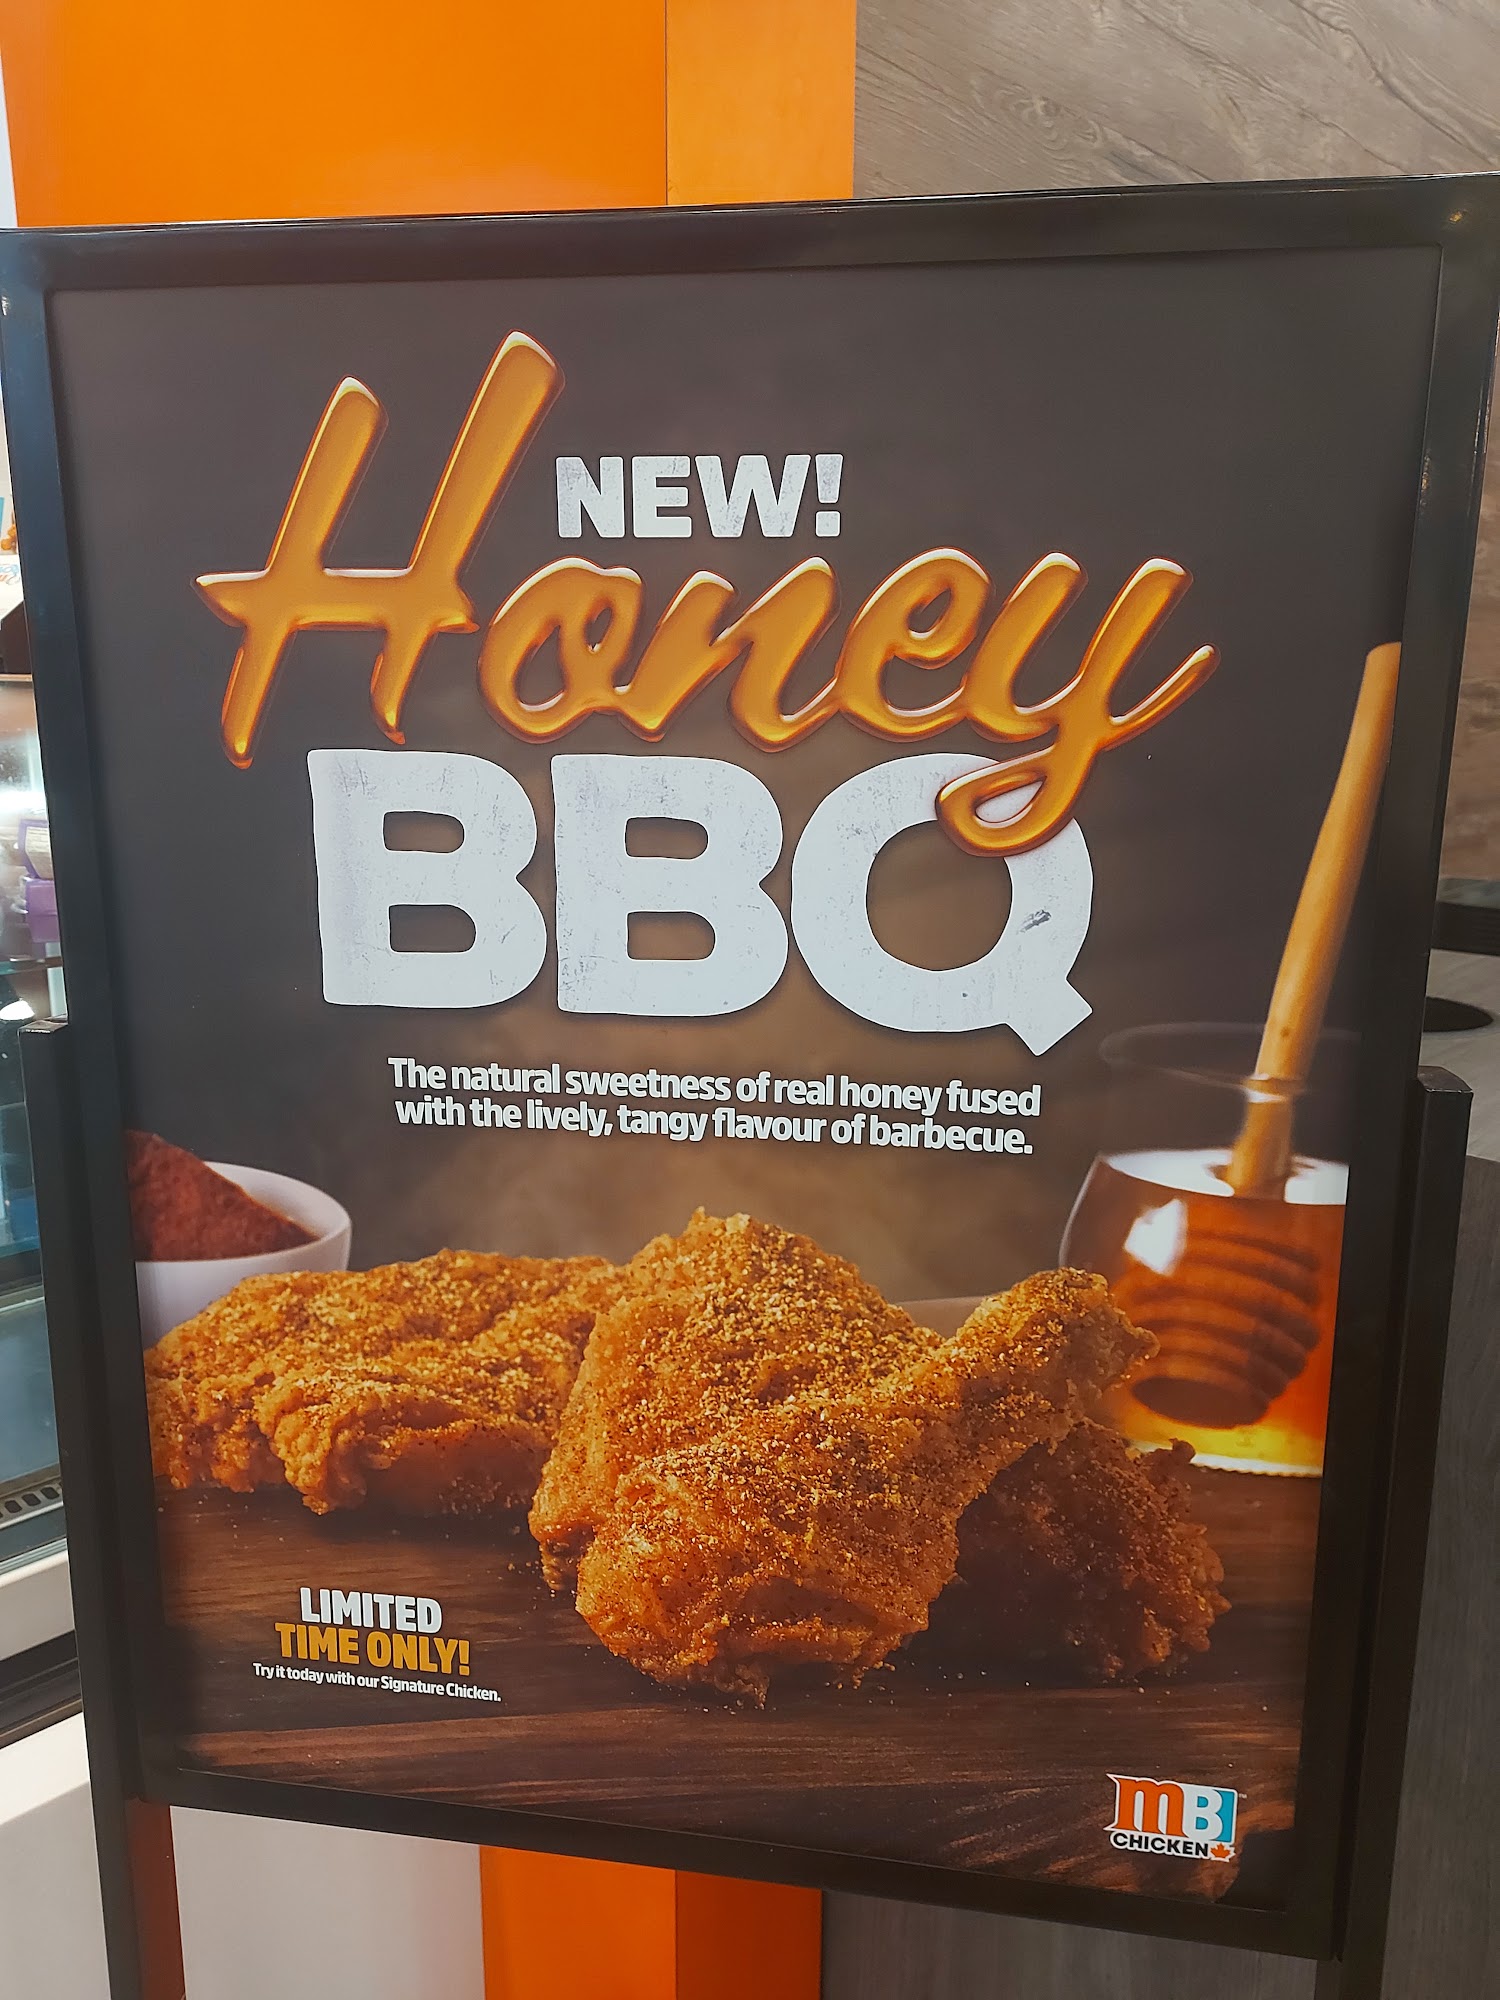 NEW!
Honey
BBQ
The natural sweetness of real honey fused
with the lively, tangy flavour of barbecue.
LIMITED
TIME ONLY!
Try it today with our Signature Chicken.
MB™
CHICKEN